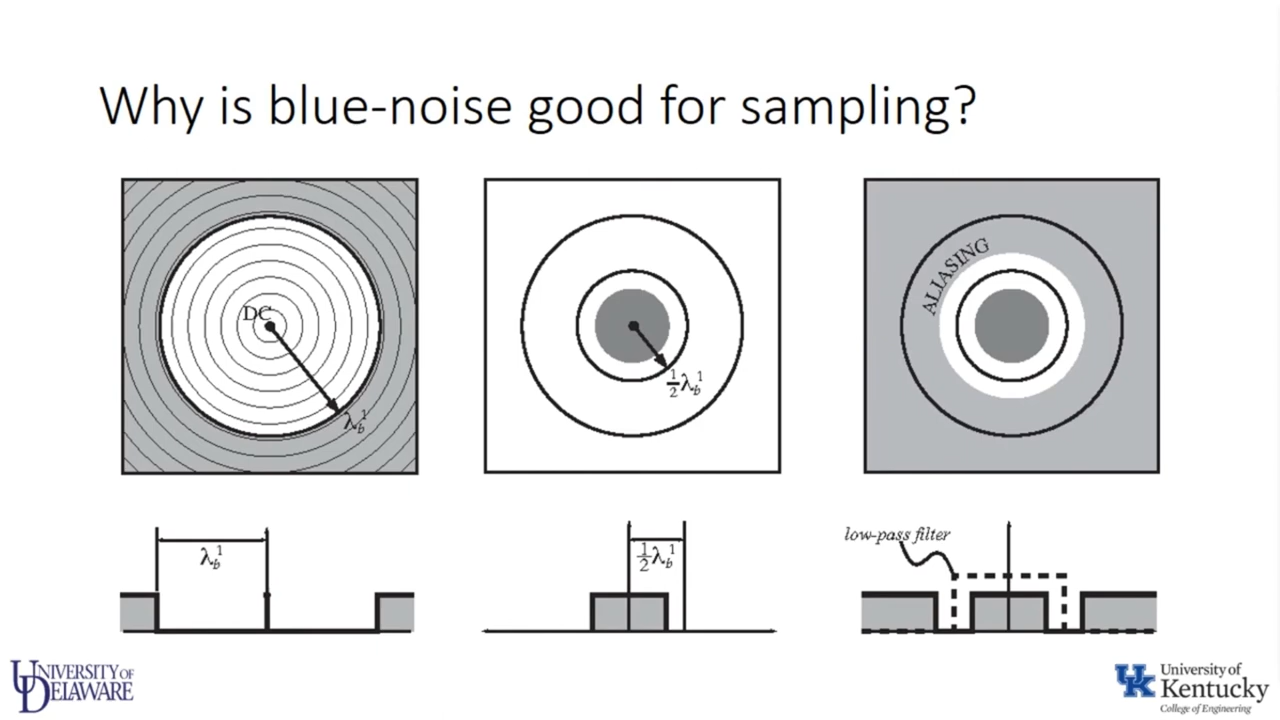 Why is blue-noise good for sampling?
DC
λb1
½λb1
ALIASING
λb1
½λb1
low-pass filter
UNIVERSITY OF
DELAWARE
UK
University of
Kentucky
College of Engineering